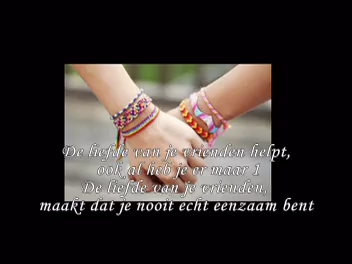 De liefde van je vrienden helpt,
ook al heb je er maar 1
De liefde van je vrienden,
maakt dat je nooit echt eenzaam bent